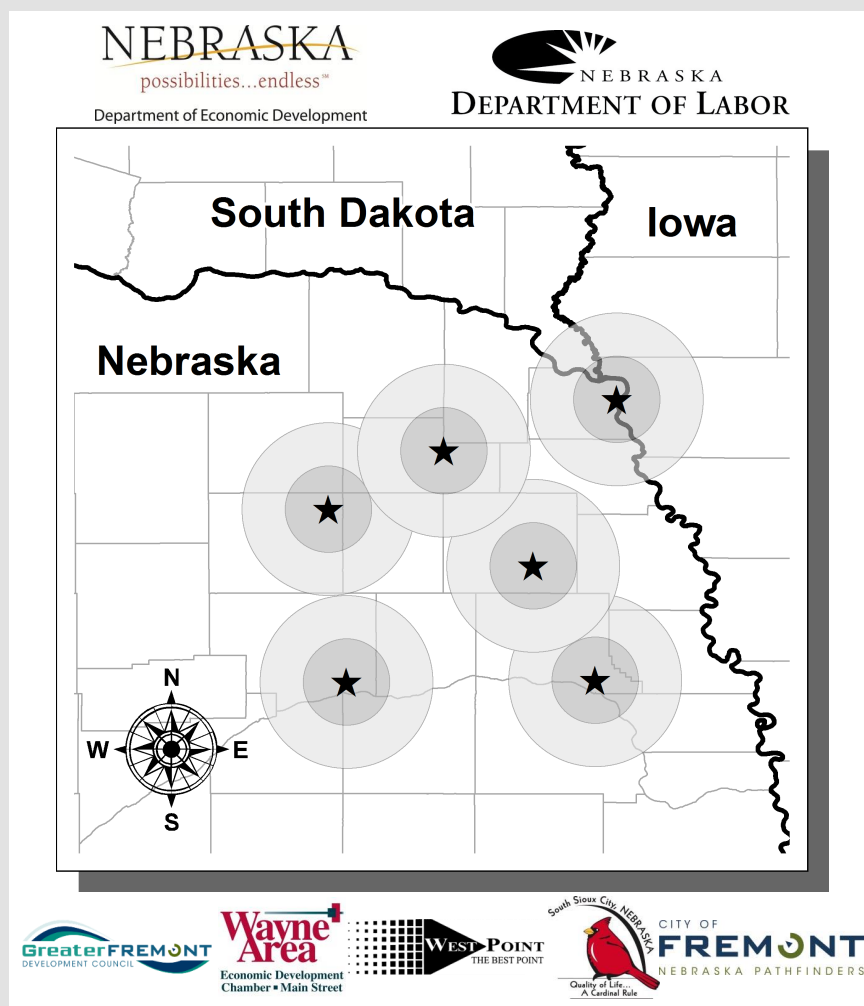 NEBRASKA
possibilities...endless℠
Department of Economic Development
NEBRASKA
DEPARTMENT OF LABOR
South Dakota
Iowa
Nebraska
N
W
E
S
GreaterFREMONT
DEVELOPMENT COUNCIL
Wayne
Area
Economic Development
Chamber ▪ Main Street
WEST POINT
THE BEST POINT
South Sioux City, NEBRASKA
Quality of Life...
A Cardinal Rule
CITY OF
FREMONT
NEBRASKA PATHFINDERS